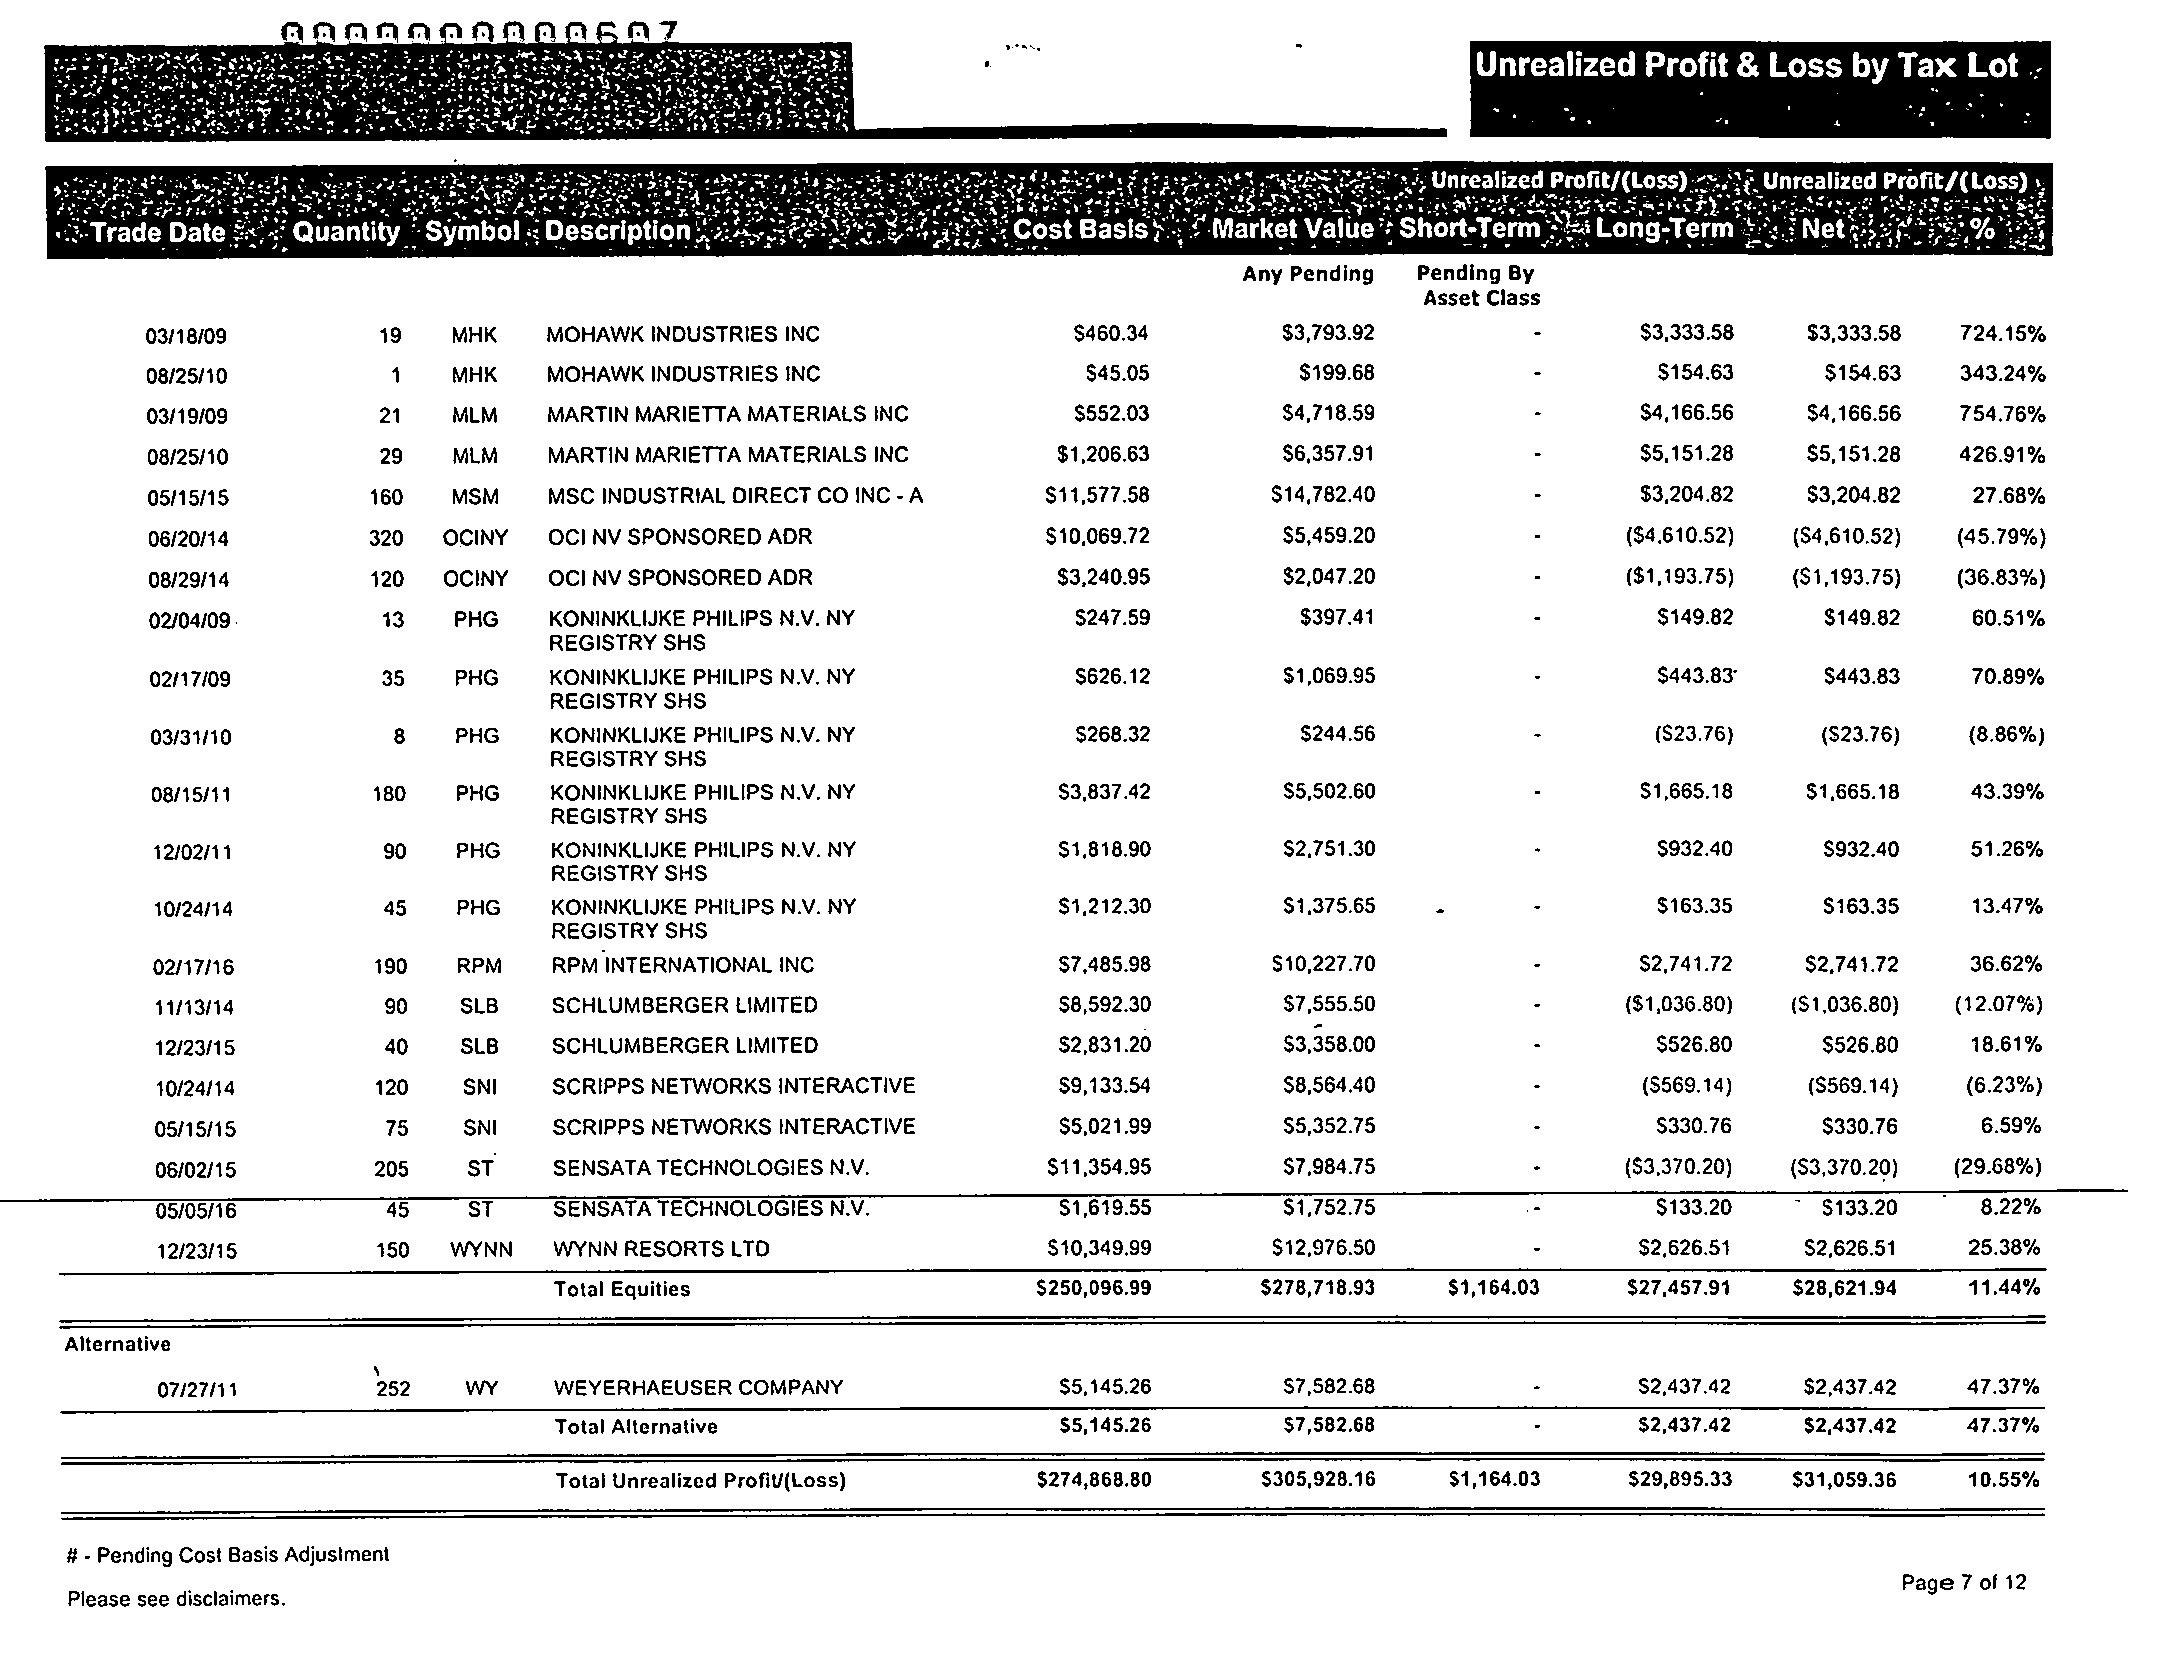 000000000607
Unrealized Profit & Loss by Tax Lot
Unrealized Profit/(Loss) Unrealized Profit/(Loss)
Trade Date Quantity Symbol Description Cost Basis Market Value Short-Term Long-Term Net %
Any Pending Pending By
Asset Class
03/18/09 19 MHK MOHAWK INDUSTRIES INC $460.34 $3,793.92 - $3,333.58 $3,333.58 724.15%
08/25/10 1 MHK MOHAWK INDUSTRIES INC $45.05 $199.68 - $154.63 $154.63 343.24%
03/19/09 21 MLM MARTIN MARIETTA MATERIALS INC $552.03 $4,718.59 - $4,166.56 $4,166.56 754.76%
08/25/10 29 MLM MARTIN MARIETTA MATERIALS INC $1,206.63 $6,357.91 - $5,151.28 $5,151.28 426.91%
05/15/15 160 MSM MSC INDUSTRIAL DIRECT CO INC - A $11,577.58 $14,782.40 - $3,204.82 $3,204.82 27.68%
06/20/14 320 OCINY OCI NV SPONSORED ADR $10,069.72 $5,459.20 - ($4,610.52) ($4,610.52) (45.79%)
08/29/14 120 OCINY OCI NV SPONSORED ADR $3,240.95 $2,047.20 - ($1,193.75) ($1,193.75) (36.83%)
02/04/09 13 PHG KONINKLIJKE PHILIPS N.V. NY $247.59 $397.41 - $149.82 $149.82 60.51%
REGISTRY SHS
02/17/09 35 PHG KONINKLIJKE PHILIPS N.V. NY $626.12 $1,069.95 - $443.83 $443.83 70.89%
REGISTRY SHS
03/31/10 8 PHG KONINKLIJKE PHILIPS N.V. NY $268.32 $244.56 - ($23.76) ($23.76) (8.86%)
REGISTRY SHS
08/15/11 180 PHG KONINKLIJKE PHILIPS N.V. NY $3,837.42 $5,502.60 - $1,665.18 $1,665.18 43.39%
REGISTRY SHS
12/02/11 90 PHG KONINKLIJKE PHILIPS N.V. NY $1,818.90 $2,751.30 - $932.40 $932.40 51.26%
REGISTRY SHS
10/24/14 45 PHG KONINKLIJKE PHILIPS N.V. NY $1,212.30 $1,375.65 - $163.35 $163.35 13.47%
REGISTRY SHS
02/17/16 190 RPM RPM INTERNATIONAL INC $7,485.98 $10,227.70 - $2,741.72 $2,741.72 36.62%
11/13/14 90 SLB SCHLUMBERGER LIMITED $8,592.30 $7,555.50 - ($1,036.80) ($1,036.80) (12.07%)
12/23/15 40 SLB SCHLUMBERGER LIMITED $2,831.20 $3,358.00 - $526.80 $526.80 18.61%
10/24/14 120 SNI SCRIPPS NETWORKS INTERACTIVE $9,133.54 $8,564.40 - ($569.14) ($569.14) (6.23%)
05/15/15 75 SNI SCRIPPS NETWORKS INTERACTIVE $5,021.99 $5,352.75 - $330.76 $330.76 6.59%
06/02/15 205 ST SENSATA TECHNOLOGIES N.V. $11,354.95 $7,984.75 - ($3,370.20) ($3,370.20) (29.68%)
05/05/16 45 ST SENSATA TECHNOLOGIES N.V. $1,619.55 $1,752.75 - $133.20 $133.20 8.22%
12/23/15 150 WYNN WYNN RESORTS LTD $10,349.99 $12,976.50 - $2,626.51 $2,626.51 25.38%
Total Equities $250,096.99 $278,718.93 $1,164.03 $27,457.91 $28,621.94 11.44%
Alternative
07/27/11 252 WY WEYERHAEUSER COMPANY $5,145.26 $7,582.68 - $2,437.42 $2,437.42 47.37%
Total Alternative $5,145.26 $7,582.68 - $2,437.42 $2,437.42 47.37%
Total Unrealized Profit/(Loss) $274,868.80 $305,928.16 $1,164.03 $29,895.33 $31,059.36 10.55%
# - Pending Cost Basis Adjustment
Page 7 of 12
Please see disclaimers.